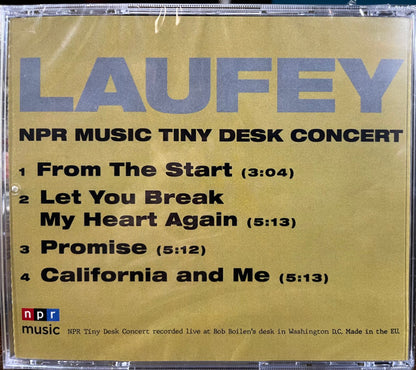 LAUFEY
NPR MUSIC TINY DESK CONCERT
1 From The Start (3:04)
2 Let You Break
My Heart Again (5:13)
3 Promise (5:12)
4 California and Me (5:13)
npr
music NPR Tiny Desk Concert recorded live at Bob Boilen's desk in Washington D.C. Made in the EU.